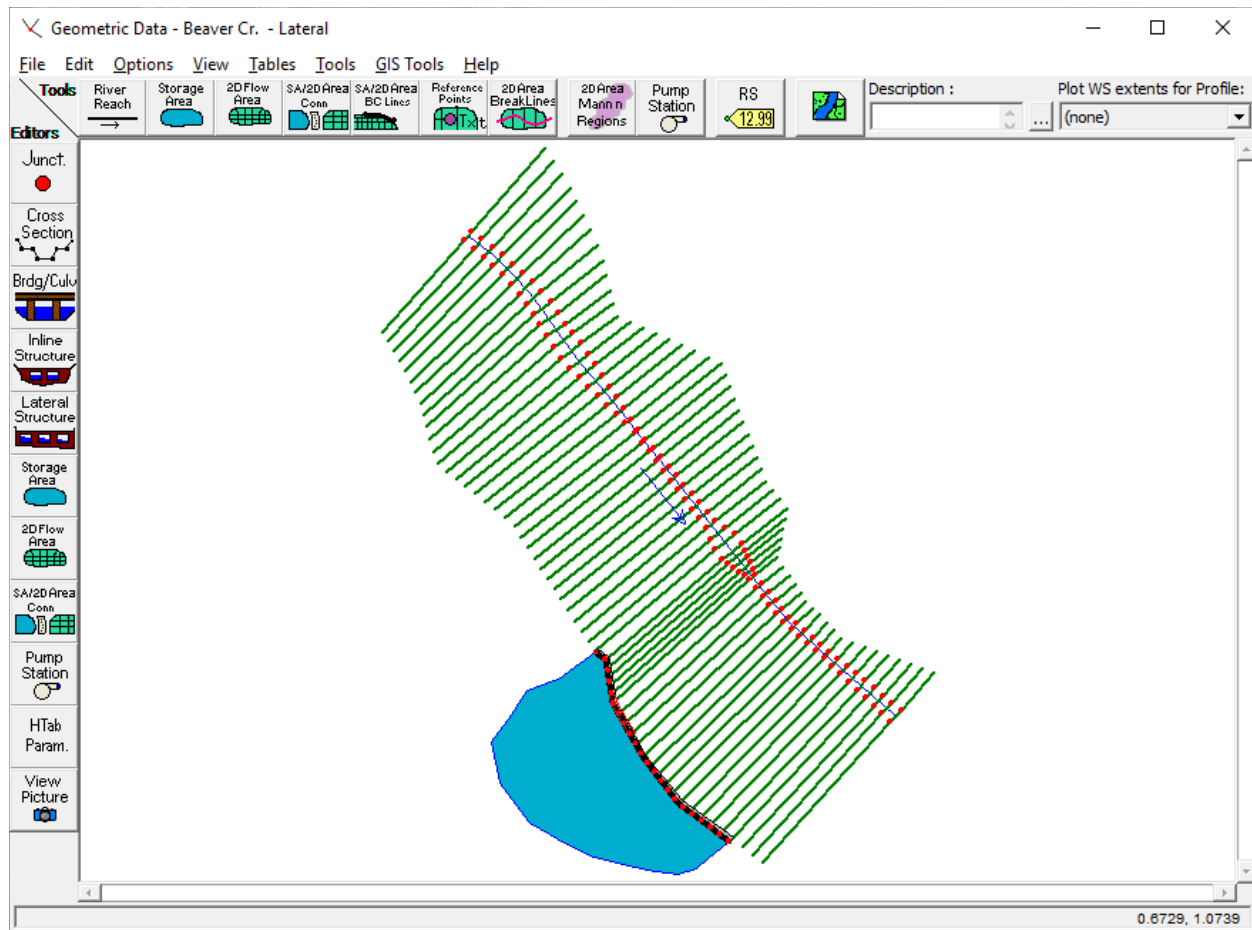 Geometric Data - Beaver Cr. - Lateral
File Edit Options View Tables Tools GIS Tools Help
Tools
Editors
River
Reach
Storage
Area
2D Flow
Area
SA/2D Area
Conn
SA/2D Area
BC Lines
Reference
Points
2D Area
BreakLines
2D Area
Mann n
Regions
Pump
Station
RS
12.99
Description :
...
Plot WS extents for Profile:
(none)
Junct.
Cross
Section
Brdg/Culv
Inline
Structure
Lateral
Structure
Storage
Area
2D Flow
Area
SA/2D Area
Conn
Pump
Station
HTab
Param.
View
Picture
0.6729, 1.0739